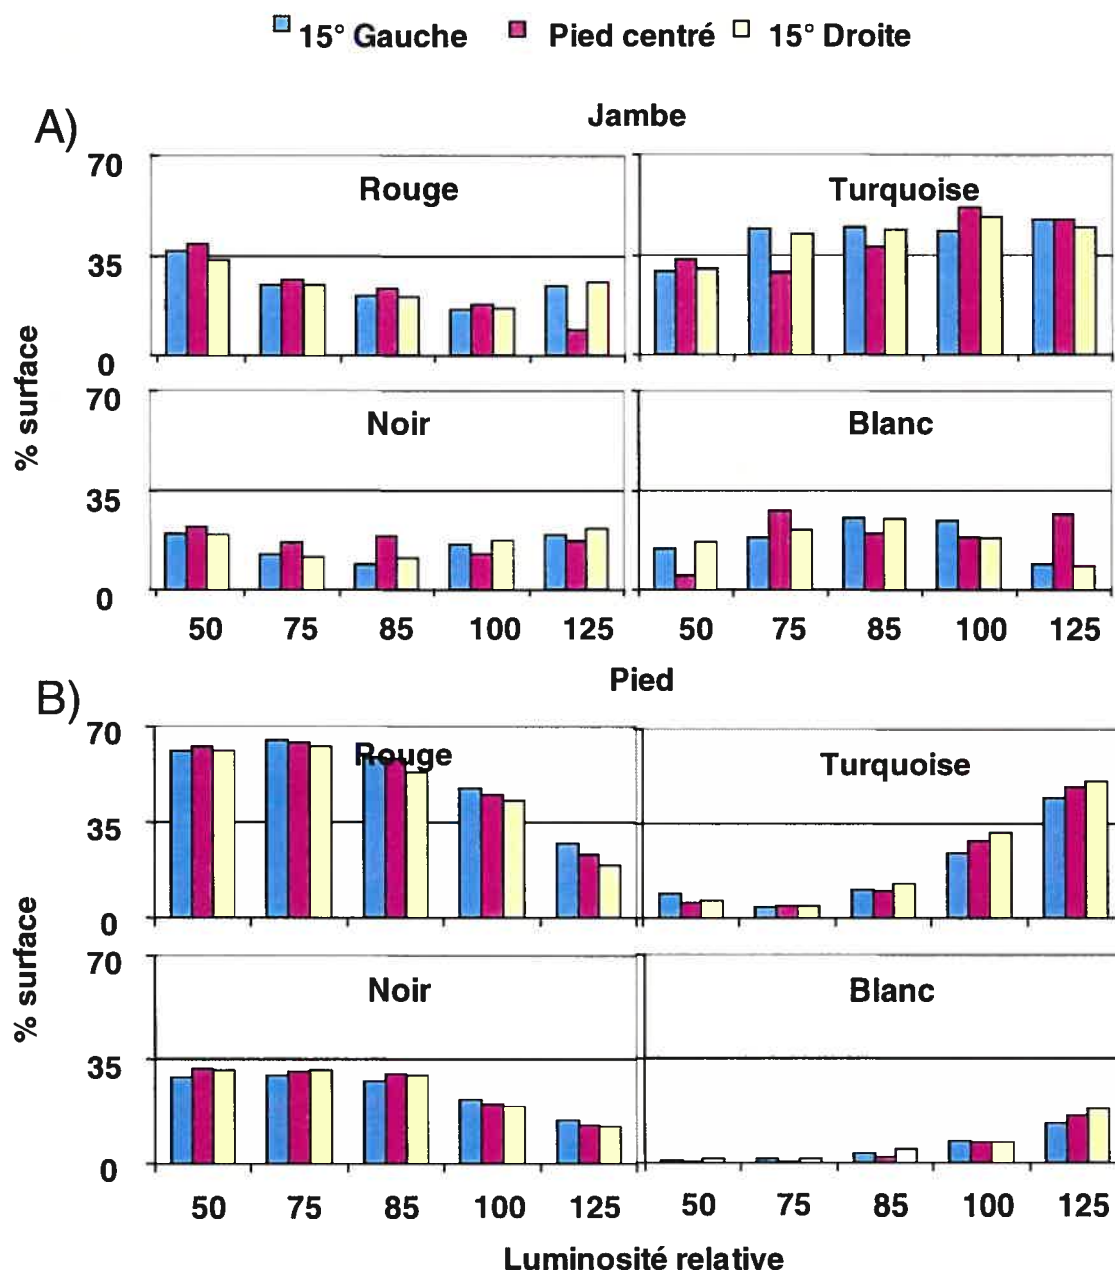 15° Gauche Pied centré 15° Droite
A)
Jambe
70 Rouge Turquoise
35
0
% surface
70 Noir Blanc
35
0
50 75 85 100 125 50 75 85 100 125
B)
Pied
70 Rouge Turquoise
35
0
% surface
70 Noir Blanc
35
0
50 75 85 100 125 50 75 85 100 125
Luminosité relative